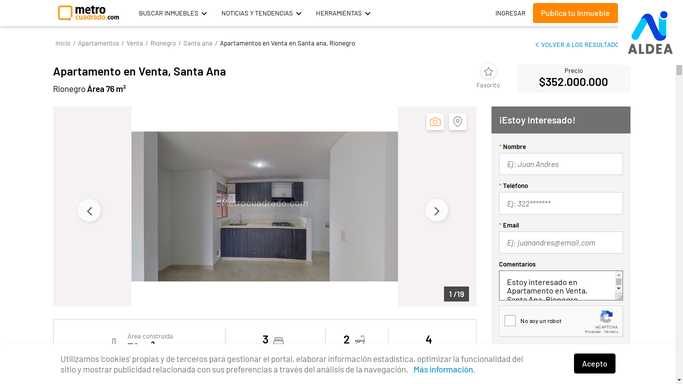 metro
cuadrado.com
BUSCAR INMUEBLES
NOTICIAS Y TENDENCIAS
HERRAMIENTAS
INGRESAR
Publica tu Inmueble
ALDEA
Inicio / Apartamentos / Venta / Rionegro / Santa ana / Apartamentos en Venta en Santa ana, Rionegro
VOLVER A LOS RESULTADO
Apartamento en Venta, Santa Ana
Rionegro Área 76 m²
Favorito
Precio
$352.000.000
metrocuadrado.com
1 /19
¡Estoy Interesado!
* Nombre
Ej: Juan Andres
* Teléfono
Ej: 322*******
* Email
Ej: juanandres@email.com
Comentarios
Estoy interesado en
Apartamento en Venta,
Santa Ana, Rionegro
No soy un robot
reCAPTCHA
Privacidad - Términos
Área construida
3
2
4
Utilizamos 'cookies' propias y de terceros para gestionar el portal, elaborar información estadística, optimizar la funcionalidad del
sitio y mostrar publicidad relacionada con sus preferencias a través del análisis de la navegación. Más información.
Acepto